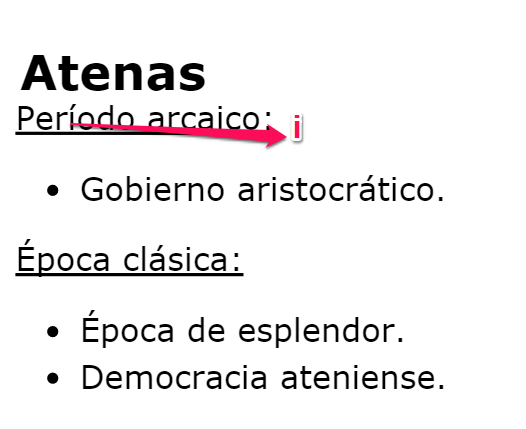 Atenas
Período arcaico: i
• Gobierno aristocrático.
Época clásica:
• Época de esplendor.
• Democracia ateniense.